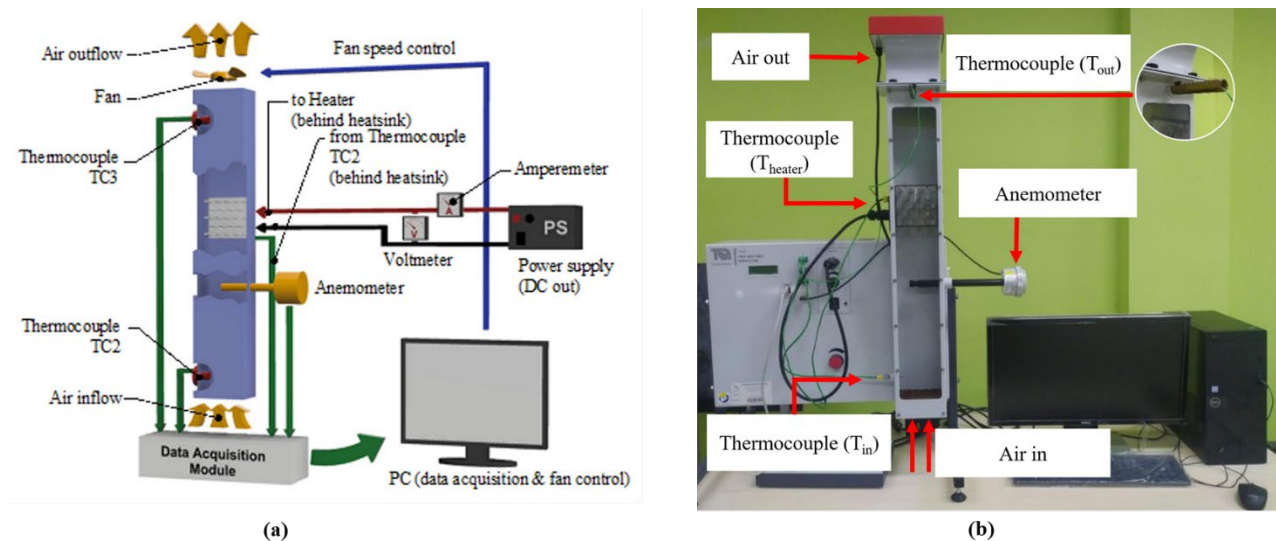 Air outflow
Fan speed control
Fan
to Heater
(behind heatsink)
from Thermocouple
TC2
(behind heatsink)
Thermocouple
TC3
Amperemeter
A
V
PS
Voltmeter
Power supply
(DC out)
Anemometer
Thermocouple
TC2
Air inflow
Data Acquisition
Module
PC (data acquisition & fan control)
(a)
Air out
Thermocouple (Tout)
Thermocouple
(Theater)
Anemometer
Thermocouple (Tin)
Air in
(b)